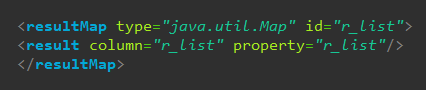 <resultMap type="java.util.Map" id="r_list">
<result column="r_list" property="r_list"/>
</resultMap>